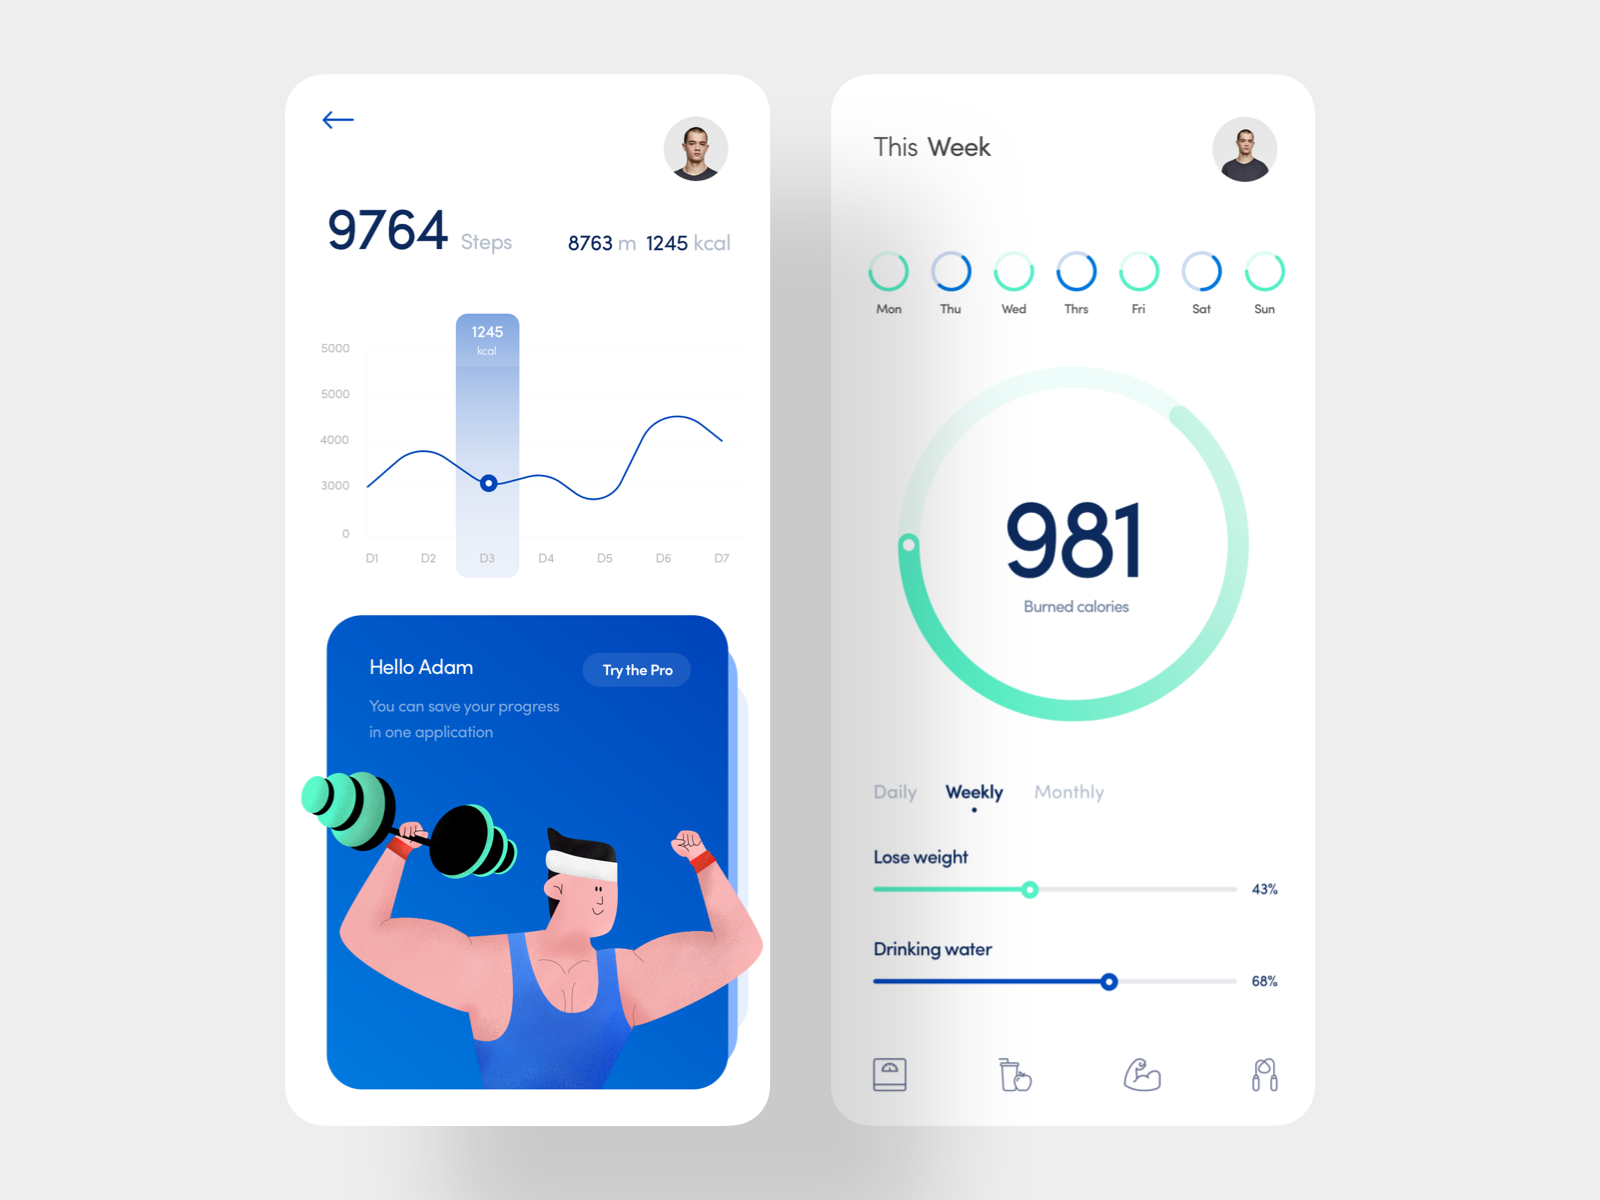 9764 Steps 8763 m 1245 kcal
1245
kcal
5000
5000
4000
3000
0
D1 D2 D3 D4 D5 D6 D7
Hello Adam
Try the Pro
You can save your progress
in one application
This Week
Mon Thu Wed Thrs Fri Sat Sun
981
Burned calories
Daily Weekly Monthly
Lose weight
43%
Drinking water
68%